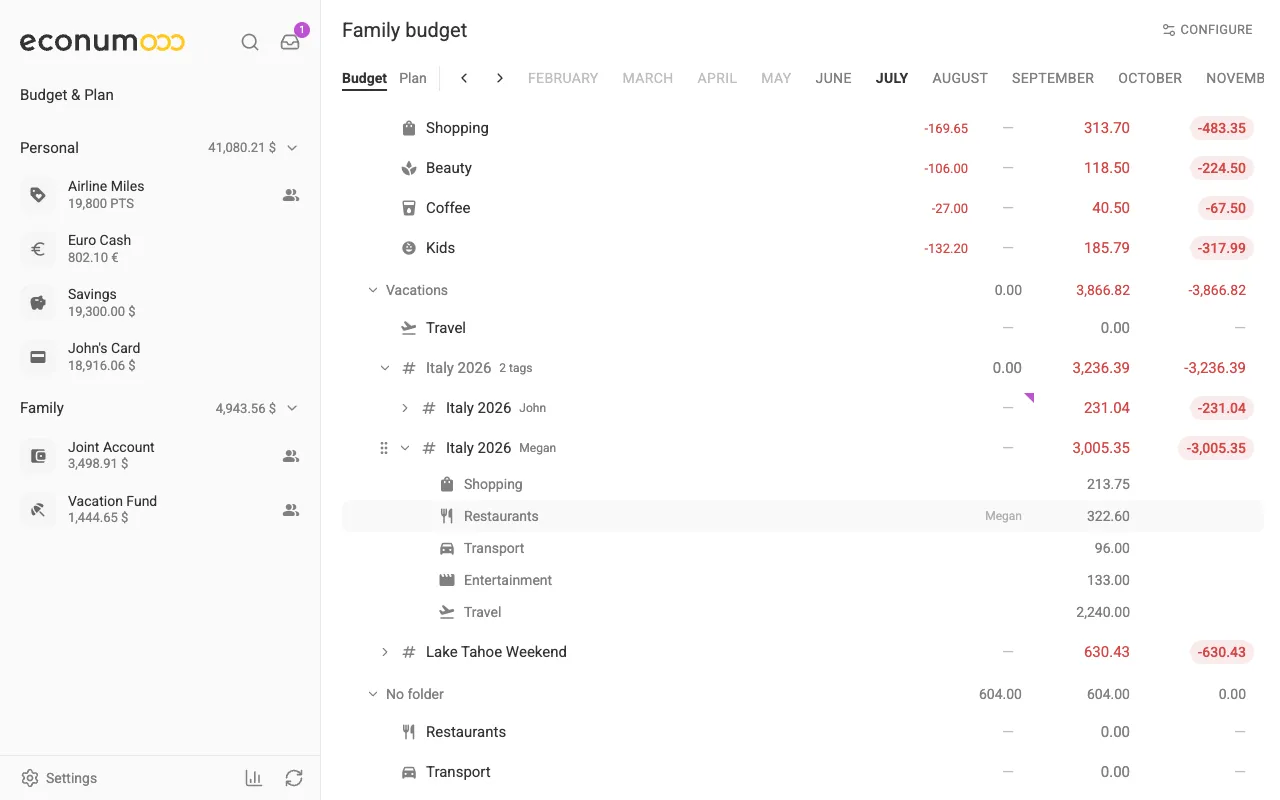 econumooo
1
Budget & Plan
Personal 41,080.21 $
Airline Miles
19,800 PTS
Euro Cash
802.10 €
Savings
19,300.00 $
John's Card
18,916.06 $
Family 4,943.56 $
Joint Account
3,498.91 $
Vacation Fund
1,444.65 $
Settings
Family budget CONFIGURE
Budget Plan FEBRUARY MARCH APRIL MAY JUNE JULY AUGUST SEPTEMBER OCTOBER NOVEMB
Shopping -169.65 — 313.70 -483.35
Beauty -106.00 — 118.50 -224.50
Coffee -27.00 — 40.50 -67.50
Kids -132.20 — 185.79 -317.99
Vacations 0.00 3,866.82 -3,866.82
Travel — 0.00 —
# Italy 2026 2 tags 0.00 3,236.39 -3,236.39
# Italy 2026 John — 231.04 -231.04
# Italy 2026 Megan — 3,005.35 -3,005.35
Shopping 213.75
Restaurants Megan 322.60
Transport 96.00
Entertainment 133.00
Travel 2,240.00
# Lake Tahoe Weekend — 630.43 -630.43
No folder 604.00 604.00 0.00
Restaurants — 0.00 —
Transport — 0.00 —